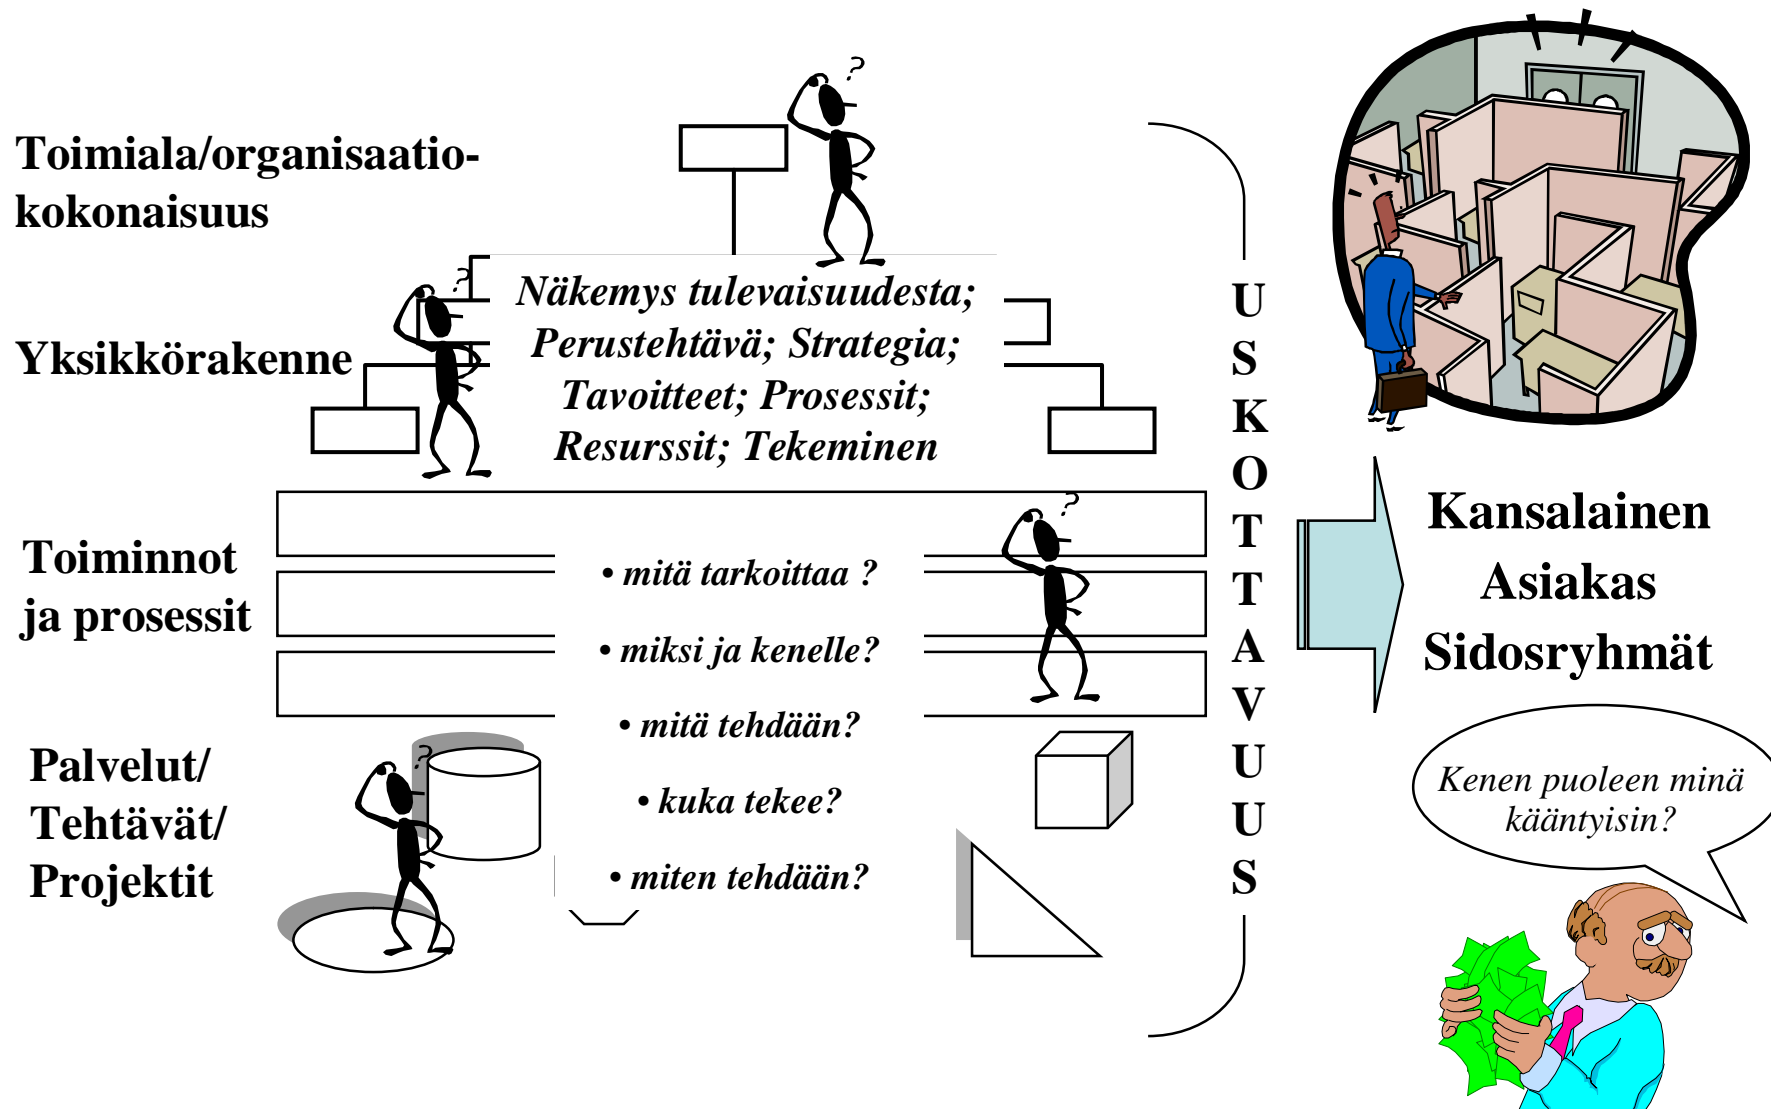 Toimiala/organisaatio-
kokonaisuus
Yksikkörakenne
Toiminnot
ja prosessit
Palvelut/
Tehtävät/
Projektit
?
?
?
?
Näkemys tulevaisuudesta;
Perustehtävä; Strategia;
Tavoitteet; Prosessit;
Resurssit; Tekeminen
• mitä tarkoittaa ?
• miksi ja kenelle?
• mitä tehdään?
• kuka tekee?
• miten tehdään?
U
S
K
O
T
T
A
V
U
U
S
Kansalainen
Asiakas
Sidosryhmät
Kenen puoleen minä
kääntyisin?